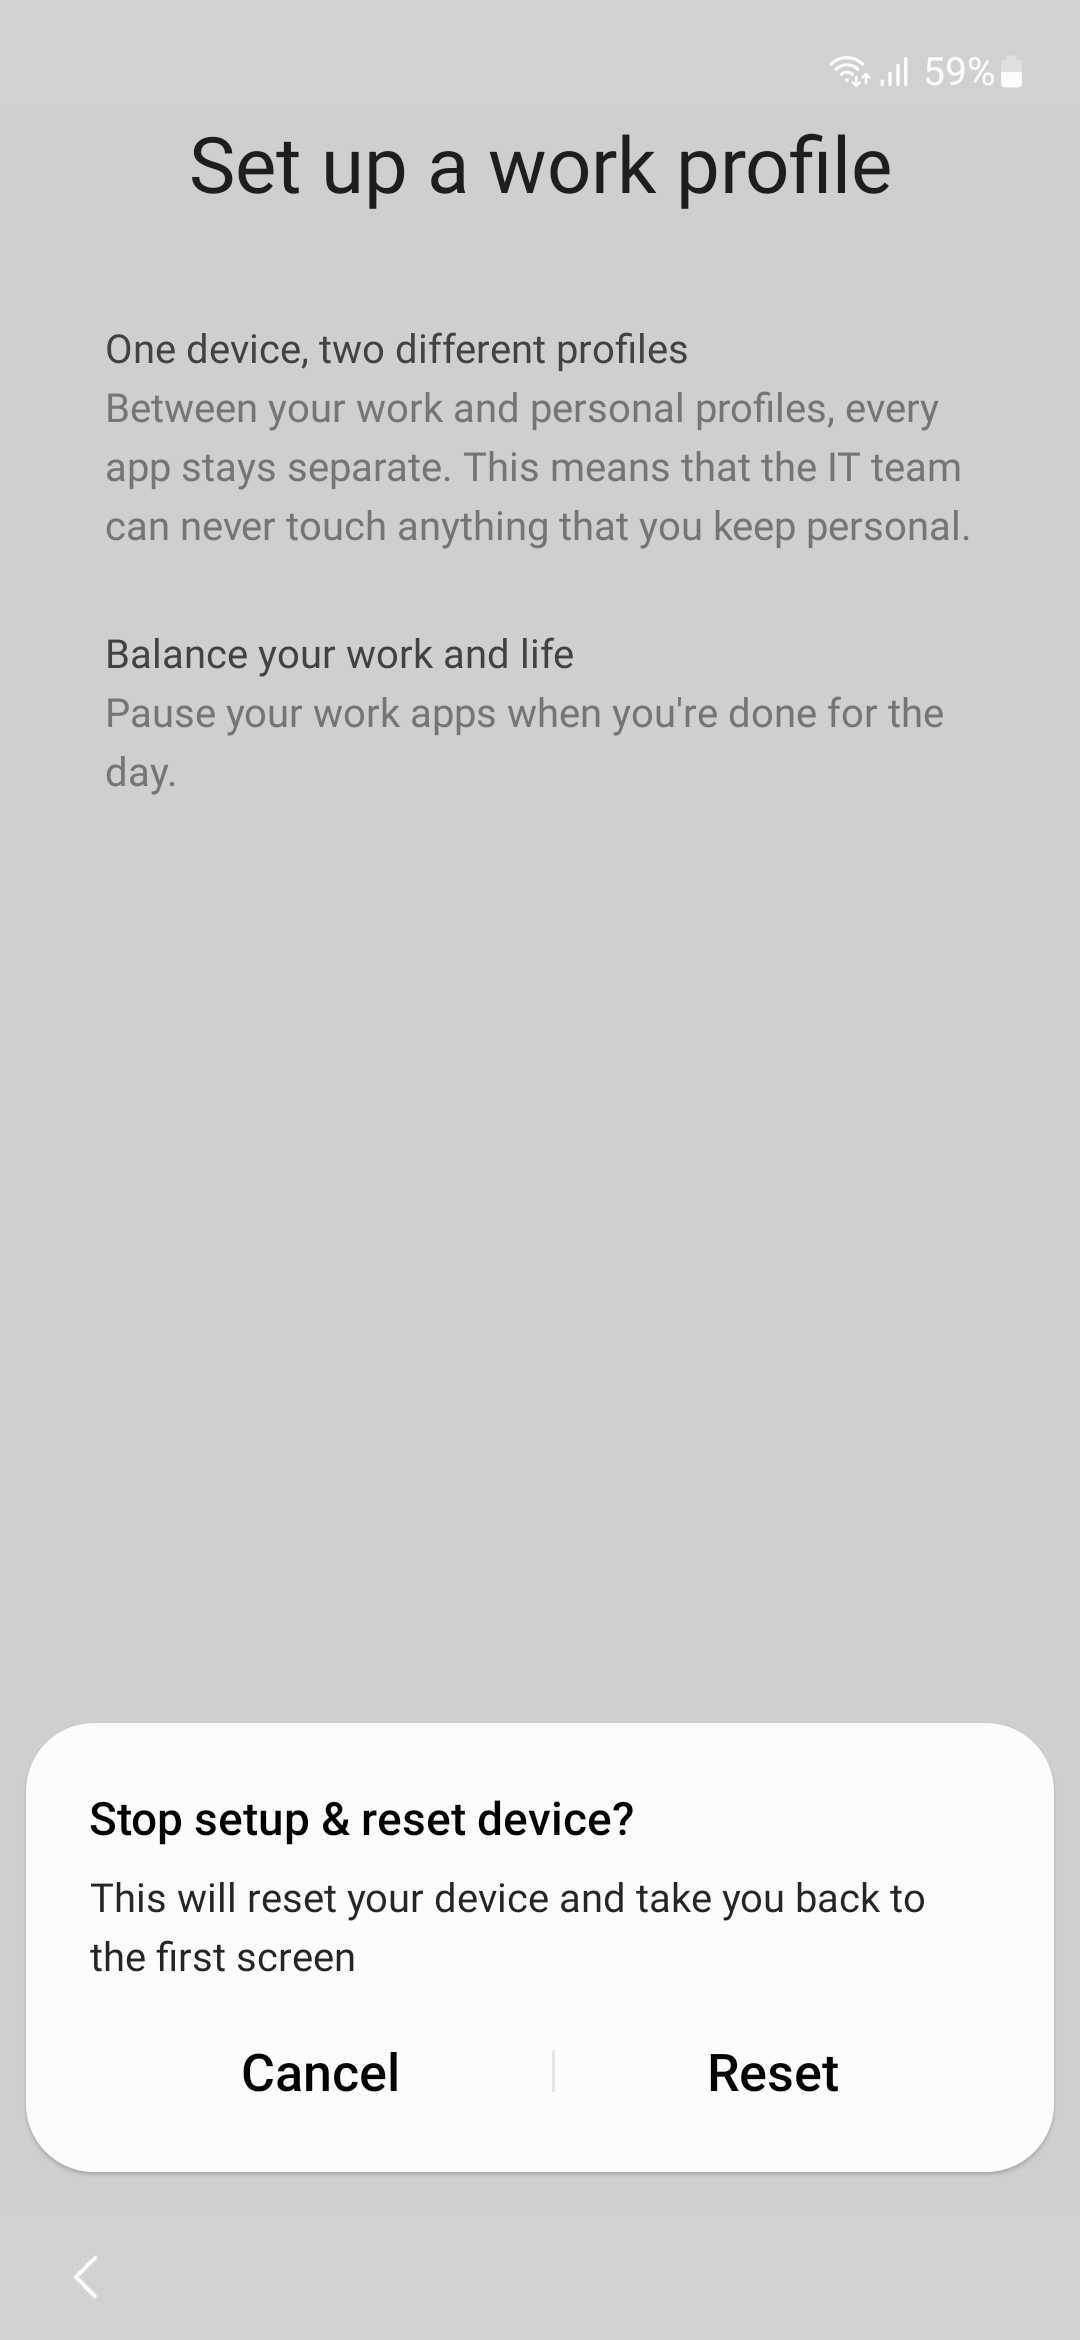 59%
Set up a work profile
One device, two different profiles
Between your work and personal profiles, every
app stays separate. This means that the IT team
can never touch anything that you keep personal.
Balance your work and life
Pause your work apps when you're done for the
day.
Stop setup & reset device?
This will reset your device and take you back to
the first screen
Cancel
Reset